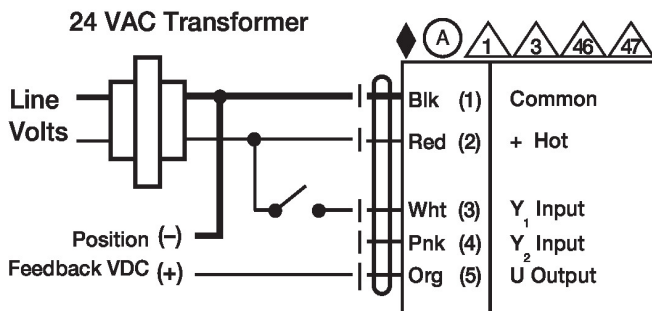 24 VAC Transformer
A 1 3 46 47
Line Volts
Blk (1) Common
Red (2) + Hot
Wht (3) Y1 Input
Pnk (4) Y2 Input
Org (5) U Output
Position (-)
Feedback VDC (+)